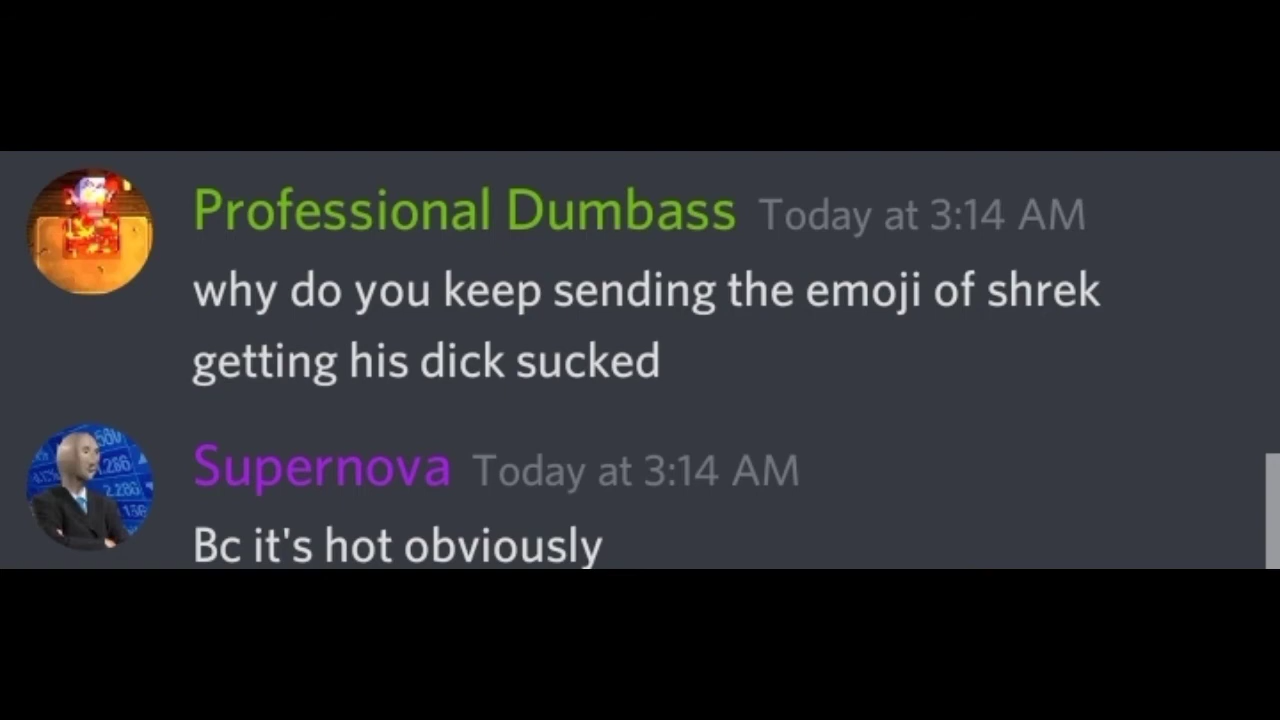 Professional Dumbass Today at 3:14 AM
why do you keep sending the emoji of shrek
getting his dick sucked
Supernova Today at 3:14 AM
Bc it's hot obviously